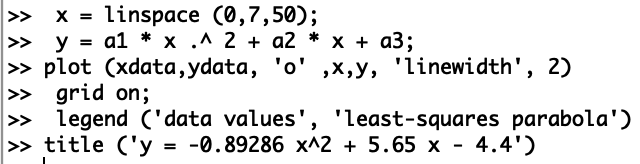 >>  x = linspace (0,7,50);
>>  y = a1 * x .^ 2 + a2 * x + a3;
>> plot (xdata,ydata, 'o' ,x,y, 'linewidth', 2)
>>  grid on;
>>  legend ('data values', 'least-squares parabola')
>> title ('y = -0.89286 x^2 + 5.65 x - 4.4')